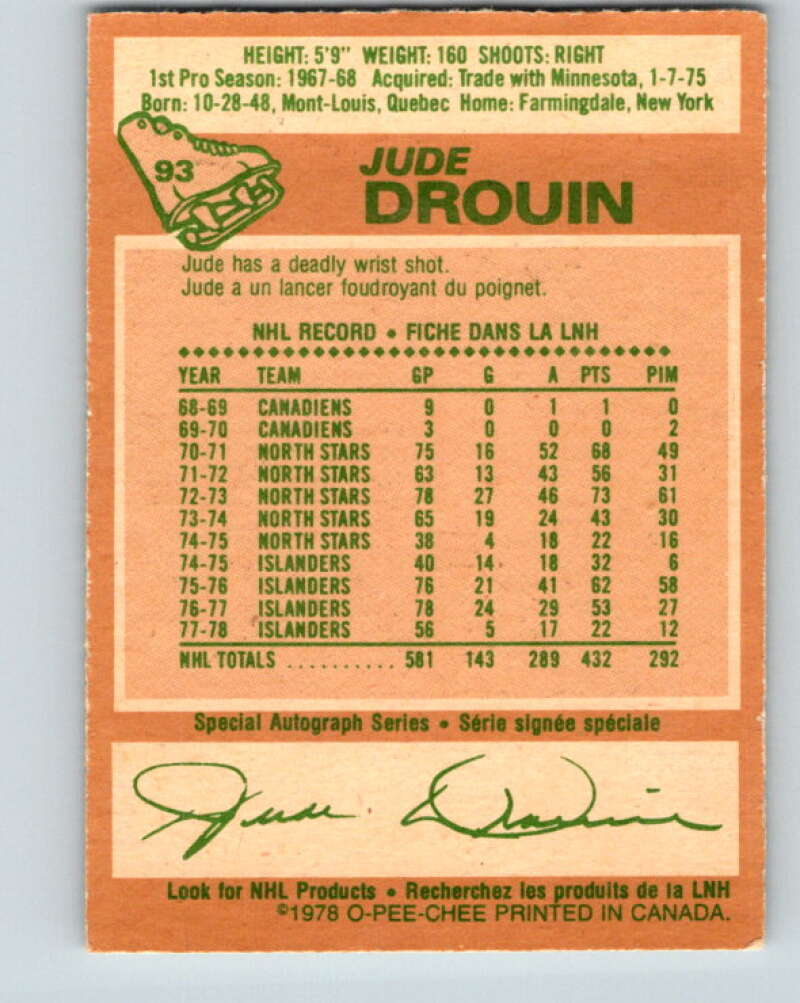 HEIGHT: 5'9" WEIGHT: 160 SHOOTS: RIGHT
1st Pro Season: 1967-68 Acquired: Trade with Minnesota, 1-7-75
Born: 10-28-48, Mont-Louis, Quebec Home: Farmingdale, New York
93
JUDE
DROUIN
Jude has a deadly wrist shot.
Jude a un lancer foudroyant du poignet.
NHL RECORD • FICHE DANS LA LNH
YEAR TEAM GP G A PTS PIM
68-69 CANADIENS 9 0 1 1 0
69-70 CANADIENS 3 0 0 0 2
70-71 NORTH STARS 75 16 52 68 49
71-72 NORTH STARS 63 13 43 56 31
72-73 NORTH STARS 78 27 46 73 61
73-74 NORTH STARS 65 19 24 43 30
74-75 NORTH STARS 38 4 18 22 16
74-75 ISLANDERS 40 14 18 32 6
75-76 ISLANDERS 76 21 41 62 58
76-77 ISLANDERS 78 24 29 53 27
77-78 ISLANDERS 56 5 17 22 12
NHL TOTALS .......... 581 143 289 432 292
Special Autograph Series • Série signée spéciale
Jude Drouin
Look for NHL Products • Recherchez les produits de la LNH
©1978 O-PEE-CHEE PRINTED IN CANADA.